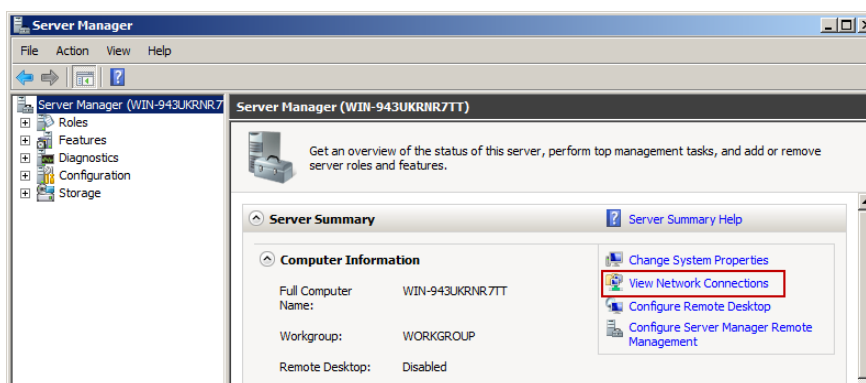 Server Manager
File Action View Help
Server Manager (WIN-943UKRNR7
Roles
Features
Diagnostics
Configuration
Storage
Server Manager (WIN-943UKRNR7TT)
Get an overview of the status of this server, perform top management tasks, and add or remove
server roles and features.
Server Summary
Server Summary Help
Computer Information
Full Computer
Name:
WIN-943UKRNR7TT
Workgroup:
WORKGROUP
Remote Desktop:
Disabled
Change System Properties
View Network Connections
Configure Remote Desktop
Configure Server Manager Remote
Management